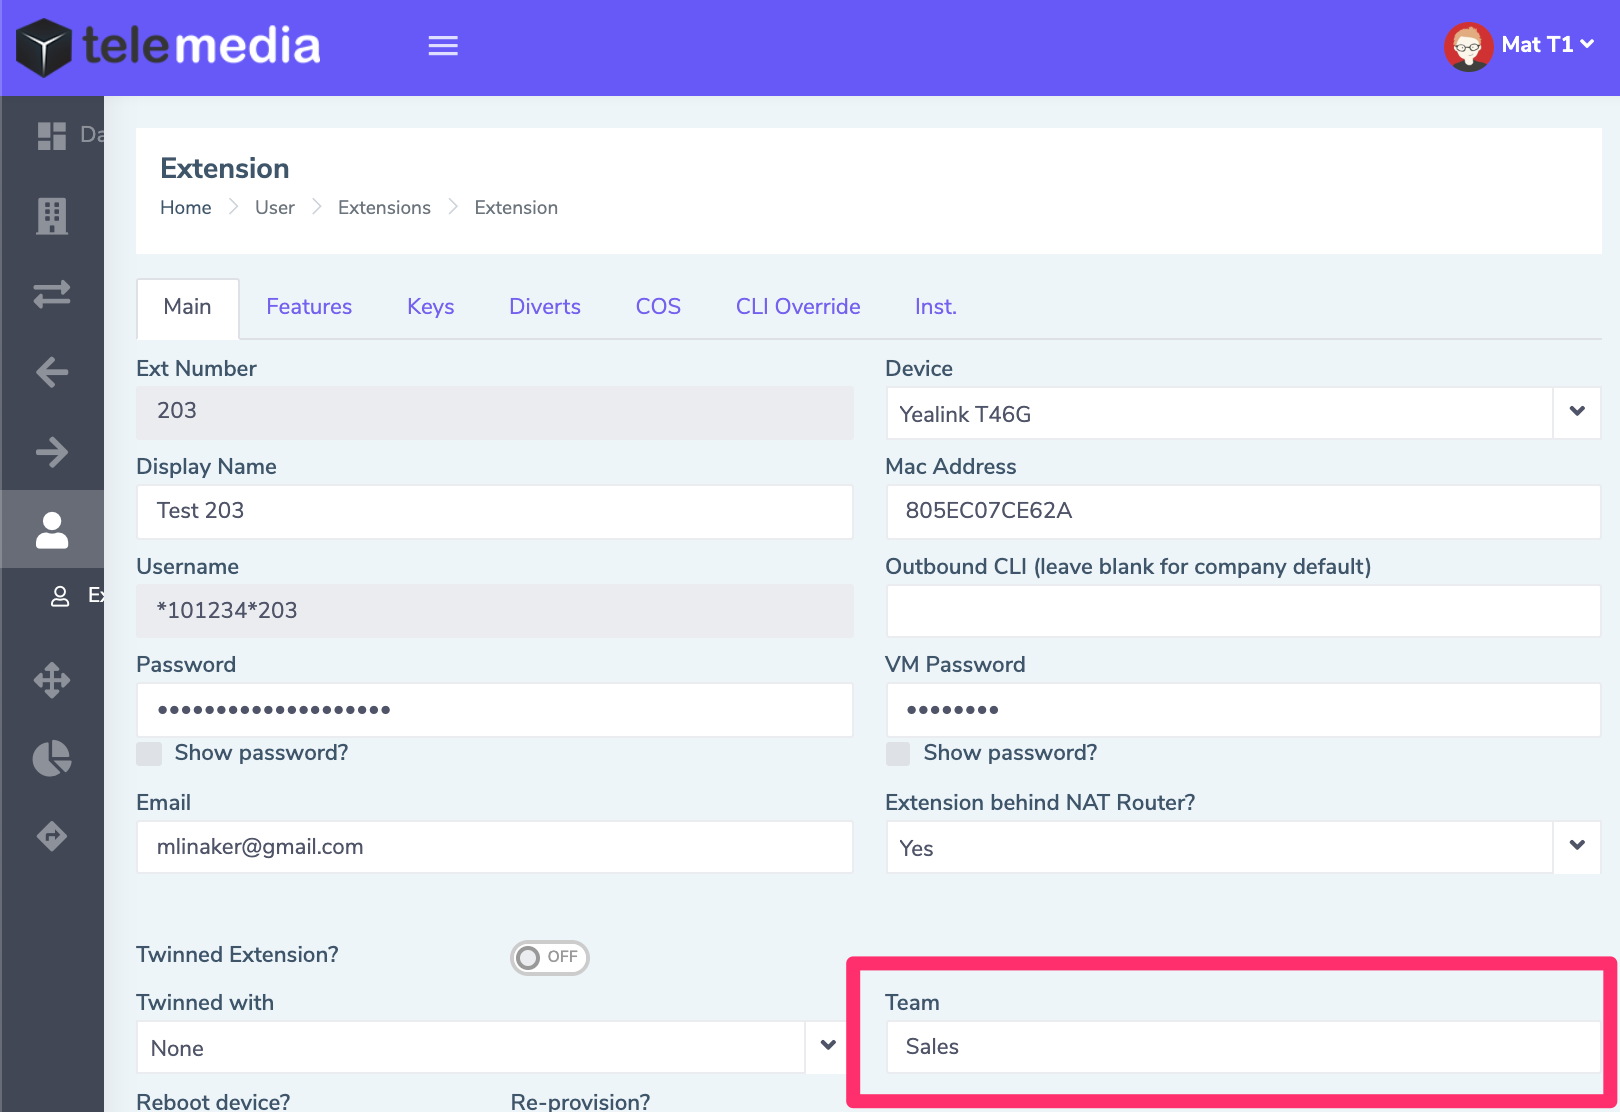 telemedia
Mat T1
Da
Extension
Home User Extensions Extension
Main Features Keys Diverts COS CLI Override Inst.
Ext Number
203
Device
Yealink T46G
Display Name
Test 203
Mac Address
805EC07CE62A
Username
*101234*203
Outbound CLI (leave blank for company default)
Password
••••••••••••••••••••
Show password?
VM Password
••••••••
Show password?
Email
mlinaker@gmail.com
Extension behind NAT Router?
Yes
Ex
Twinned Extension?
OFF
Twinned with
None
Team
Sales
Reboot device?
Re-provision?